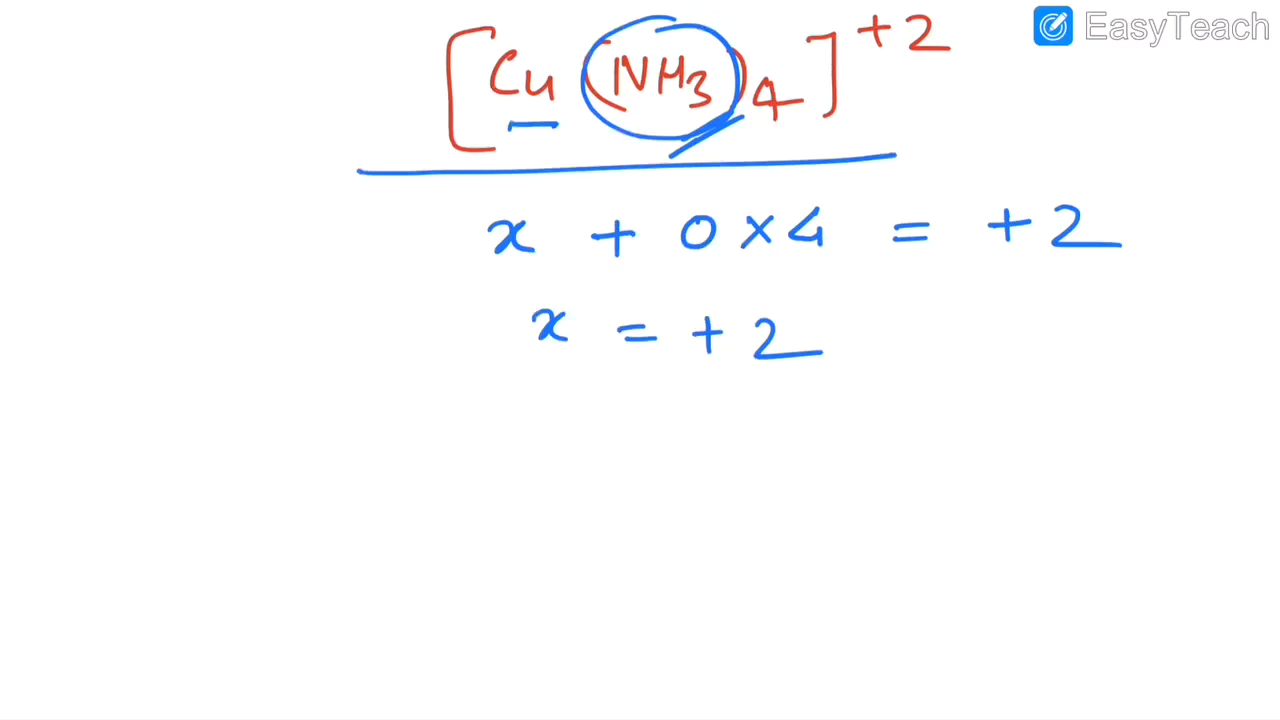 EasyTeach
[Cu(NH3)4]+2
x + 0 × 4 = +2
x = +2